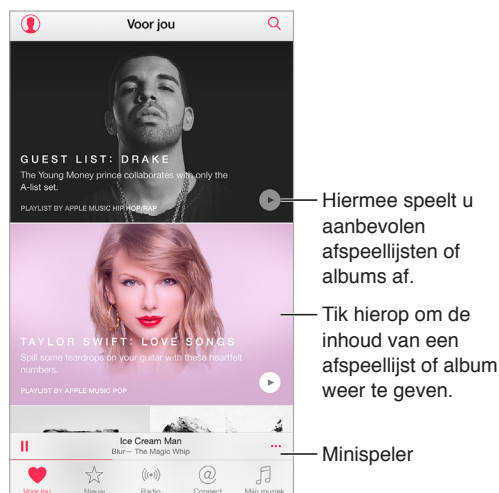 Voor jou
GUEST LIST: DRAKE
The Young Money prince collaborates with only the
A-list set.
PLAYLIST BY APPLE MUSIC HIP HOP/RAP
Hiermee speelt u
aanbevolen
afspeellijsten of
albums af.
TAYLOR SWIFT: LOVE SONGS
Spill some teardrops on your guitar with these heartfelt
numbers.
PLAYLIST BY APPLE MUSIC POP
Tik hierop om de
inhoud van een
afspeellijst of album
weer te geven.
Ice Cream Man
Blur— The Magic Whip
Minispeler
Voor jou Nieuw Radio Connect Mijn muziek